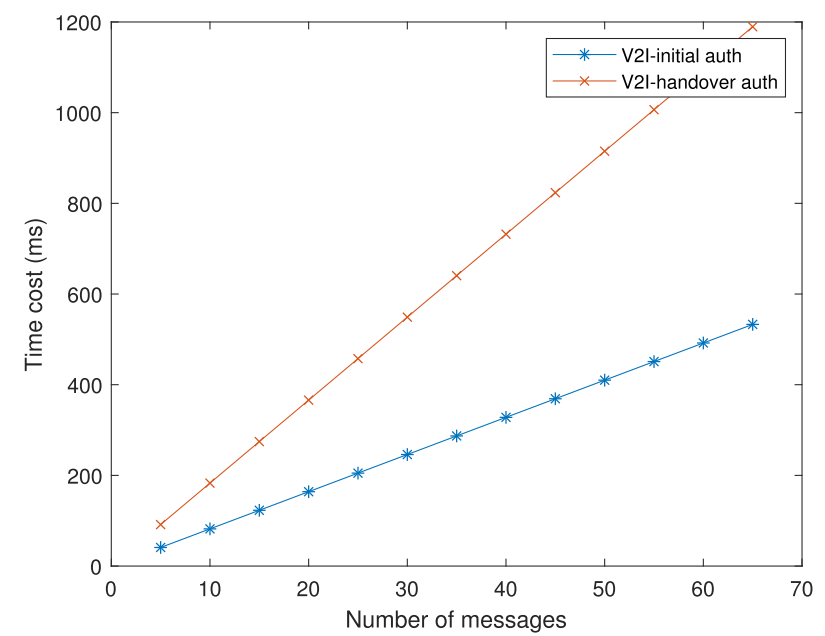 1200
1000
800
600
400
200
0
V2I-initial auth
V2I-handover auth
Time cost (ms)
0 10 20 30 40 50 60 70
Number of messages